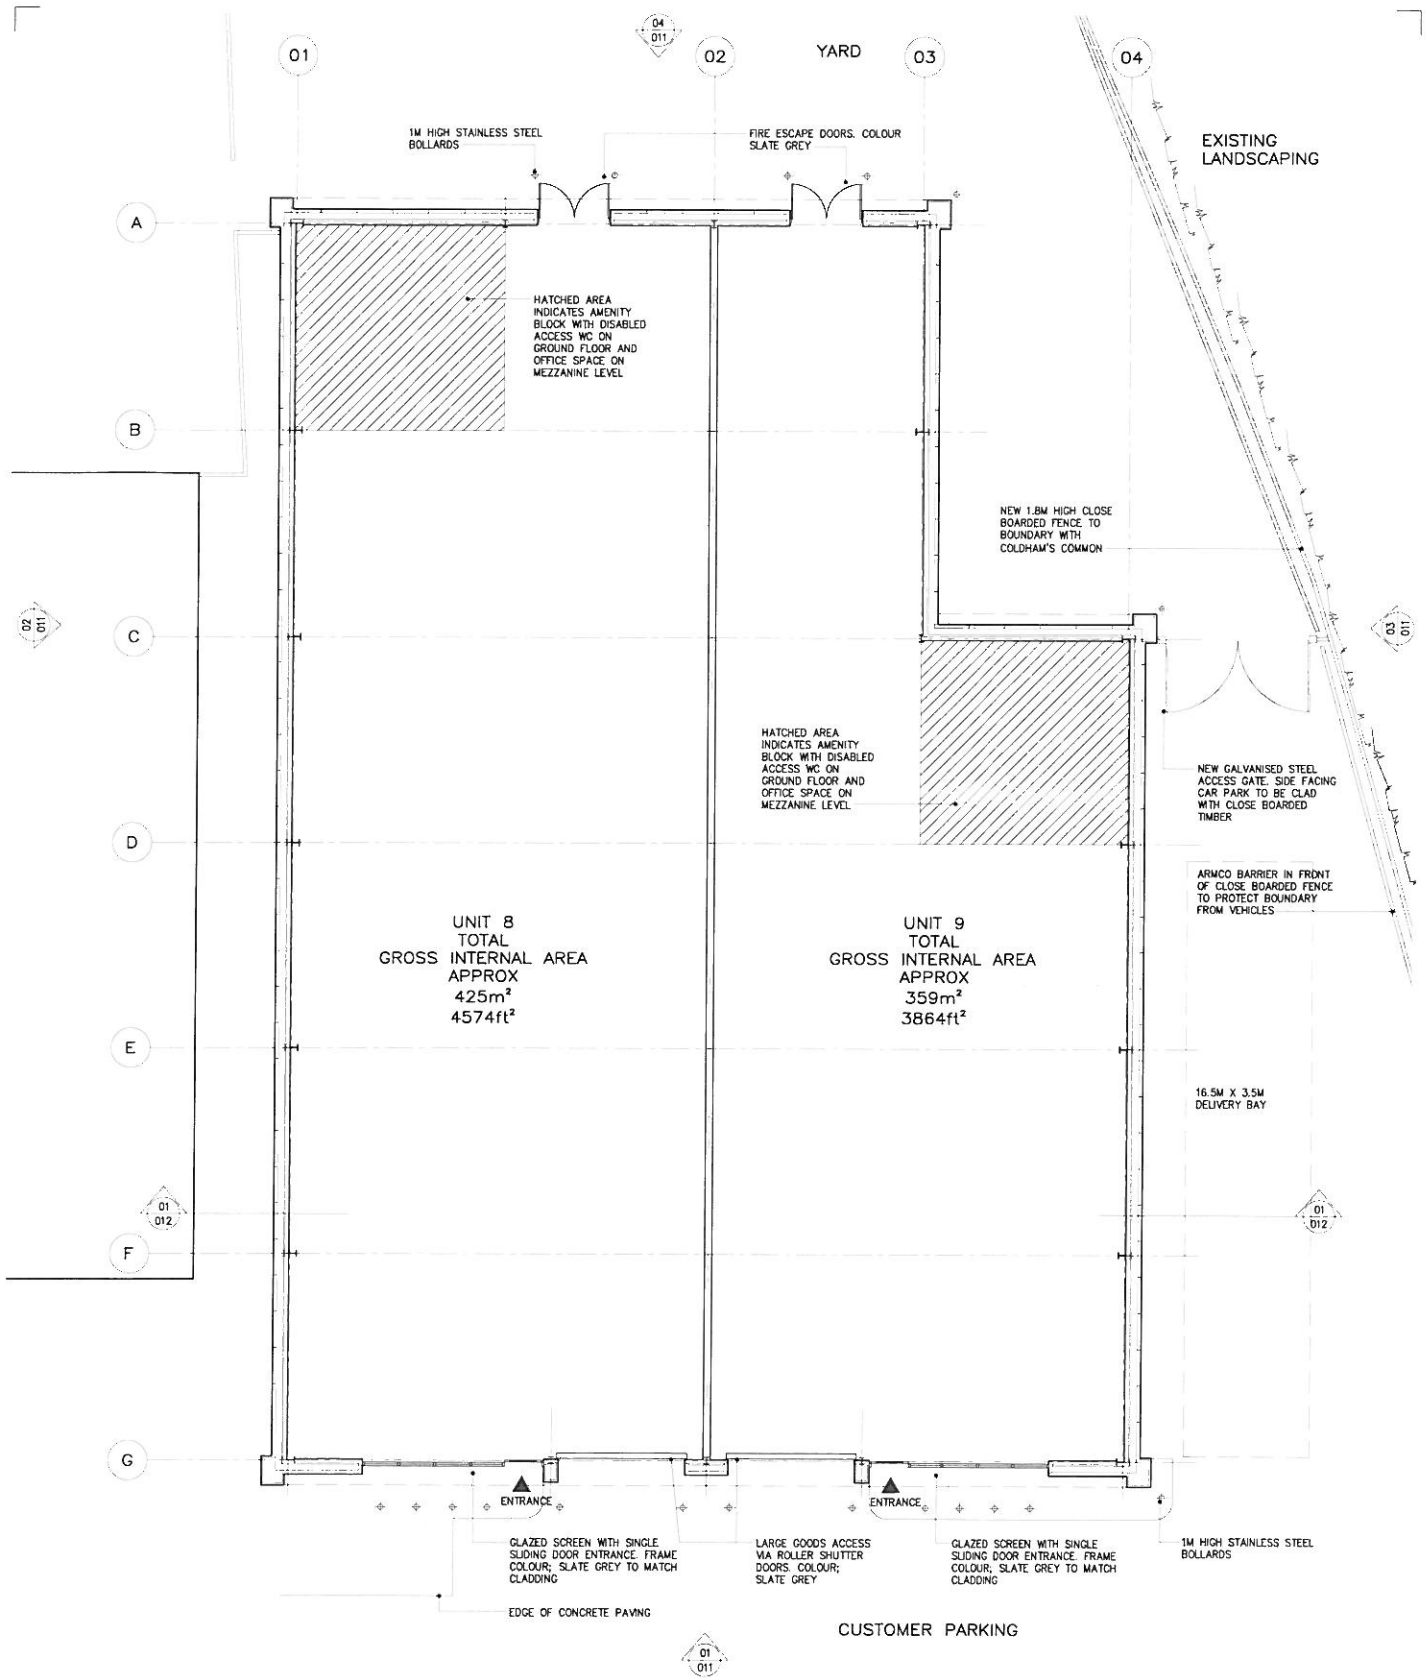 04
011
01
02
YARD
03
04
1M HIGH STAINLESS STEEL
BOLLARDS
FIRE ESCAPE DOORS. COLOUR
SLATE GREY
EXISTING
LANDSCAPING
A
HATCHED AREA
INDICATES AMENITY
BLOCK WITH DISABLED
ACCESS WC ON
GROUND FLOOR AND
OFFICE SPACE ON
MEZZANINE LEVEL
B
NEW 1.8M HIGH CLOSE
BOARDED FENCE TO
BOUNDARY WITH
COLDHAM'S COMMON
02
011
C
03
011
HATCHED AREA
INDICATES AMENITY
BLOCK WITH DISABLED
ACCESS WC ON
GROUND FLOOR AND
OFFICE SPACE ON
MEZZANINE LEVEL
NEW GALVANISED STEEL
ACCESS GATE. SIDE FACING
CAR PARK TO BE CLAD
WITH CLOSE BOARDED
TIMBER
D
ARMCO BARRIER IN FRONT
OF CLOSE BOARDED FENCE
TO PROTECT BOUNDARY
FROM VEHICLES
UNIT 8
TOTAL
GROSS INTERNAL AREA
APPROX
425m²
4574ft²
UNIT 9
TOTAL
GROSS INTERNAL AREA
APPROX
359m²
3864ft²
E
16.5M X 3.5M
DELIVERY BAY
01
012
01
012
F
G
ENTRANCE
ENTRANCE
GLAZED SCREEN WITH SINGLE
SLIDING DOOR ENTRANCE. FRAME
COLOUR; SLATE GREY TO MATCH
CLADDING
LARGE GOODS ACCESS
VIA ROLLER SHUTTER
DOORS. COLOUR;
SLATE GREY
GLAZED SCREEN WITH SINGLE
SLIDING DOOR ENTRANCE. FRAME
COLOUR; SLATE GREY TO MATCH
CLADDING
1M HIGH STAINLESS STEEL
BOLLARDS
EDGE OF CONCRETE PAVING
CUSTOMER PARKING
01
011